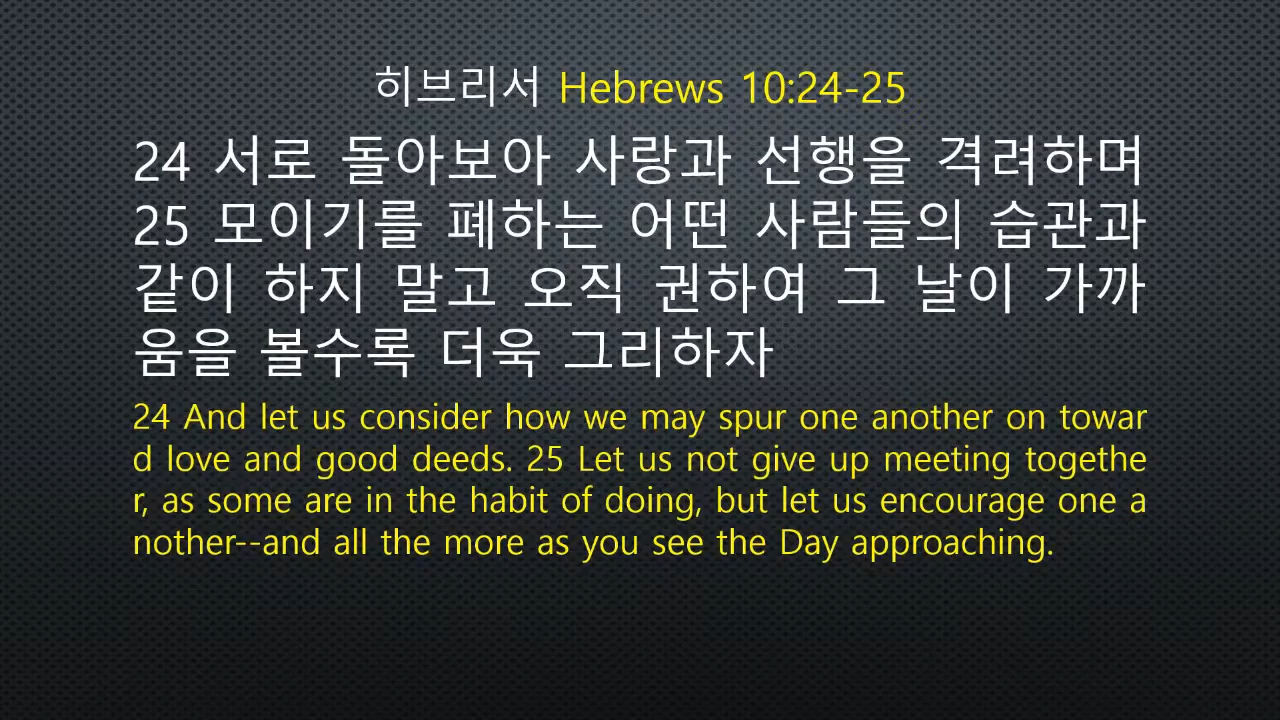 히브리서 Hebrews 10:24-25
24 서로 돌아보아 사랑과 선행을 격려하며
25 모이기를 폐하는 어떤 사람들의 습관과
같이 하지 말고 오직 권하여 그 날이 가까
움을 볼수록 더욱 그리하자
24 And let us consider how we may spur one another on towar
d love and good deeds. 25 Let us not give up meeting togethe
r, as some are in the habit of doing, but let us encourage one a
nother--and all the more as you see the Day approaching.